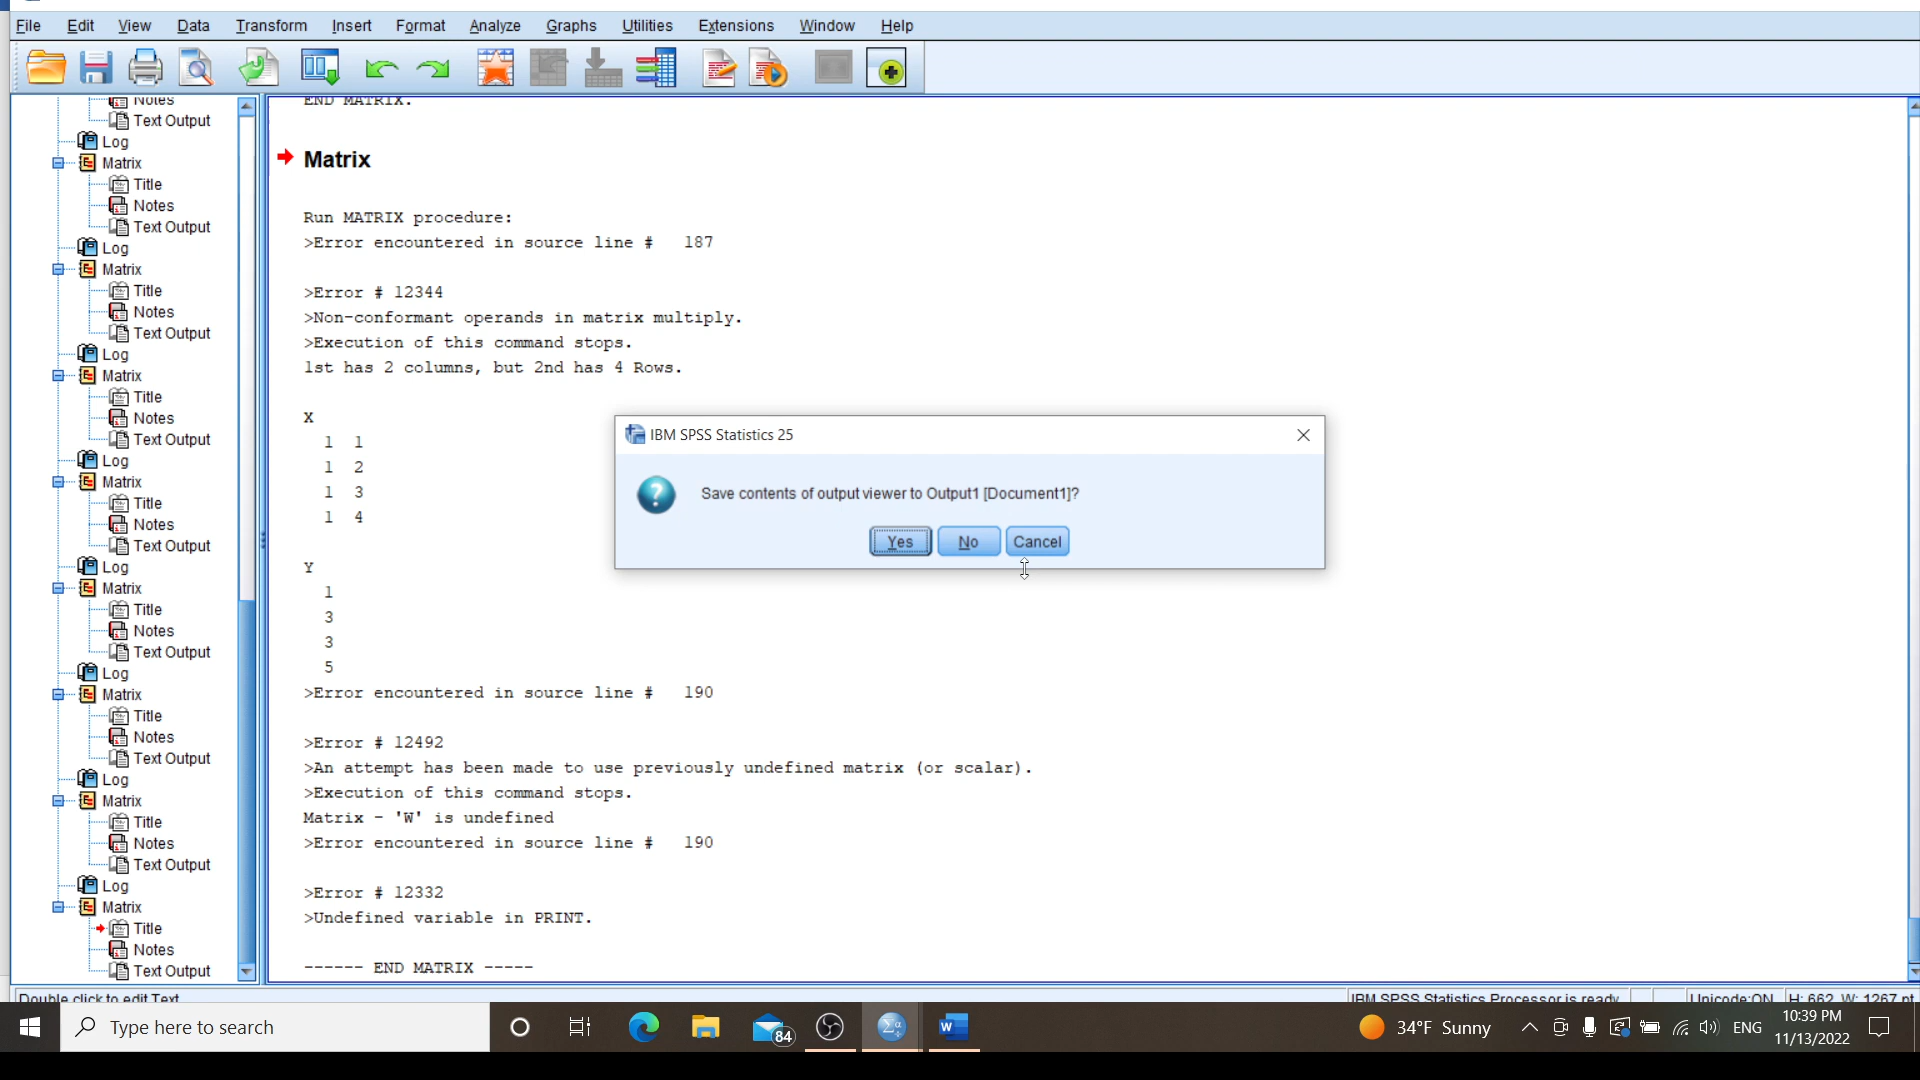 File Edit View Data Transform Insert Format Analyze Graphs Utilities Extensions Window Help
Notes
Text Output
Log
Matrix
Title
Notes
Text Output
Log
Matrix
Title
Notes
Text Output
Log
Matrix
Title
Notes
Text Output
Log
Matrix
Title
Notes
Text Output
Log
Matrix
Title
Notes
Text Output
Log
Matrix
Title
Notes
Text Output
Log
Matrix
Title
Notes
Text Output
Log
Matrix
Title
Notes
Text Output
END MATRIX.
Matrix
Run MATRIX procedure:
>Error encountered in source line # 187
>Error # 12344
>Non-conformant operands in matrix multiply.
>Execution of this command stops.
1st has 2 columns, but 2nd has 4 Rows.
X
1 1
1 2
1 3
1 4
Y
1
3
3
5
>Error encountered in source line # 190
>Error # 12492
>An attempt has been made to use previously undefined matrix (or scalar).
>Execution of this command stops.
Matrix - 'W' is undefined
>Error encountered in source line # 190
>Error # 12332
>Undefined variable in PRINT.
------ END MATRIX -----
IBM SPSS Statistics 25
Save contents of output viewer to Output1 [Document1]?
Yes No Cancel
Double click to edit Text
IBM SPSS Statistics Processor is ready Unicode:ON H: 662, W: 1267 pt
Type here to search
84
34°F Sunny
ENG
10:39 PM
11/13/2022